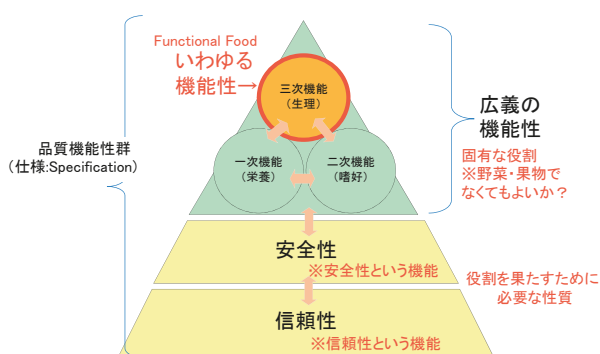 Functional Food
いわゆる
機能性→
三次機能
（生理）
広義の
機能性
品質機能性群
（仕様:Specification）
一次機能
（栄養）
二次機能
（嗜好）
固有な役割
※野菜・果物で
なくてもよいか？
安全性
※安全性という機能
役割を果たすために
必要な性質
信頼性
※信頼性という機能